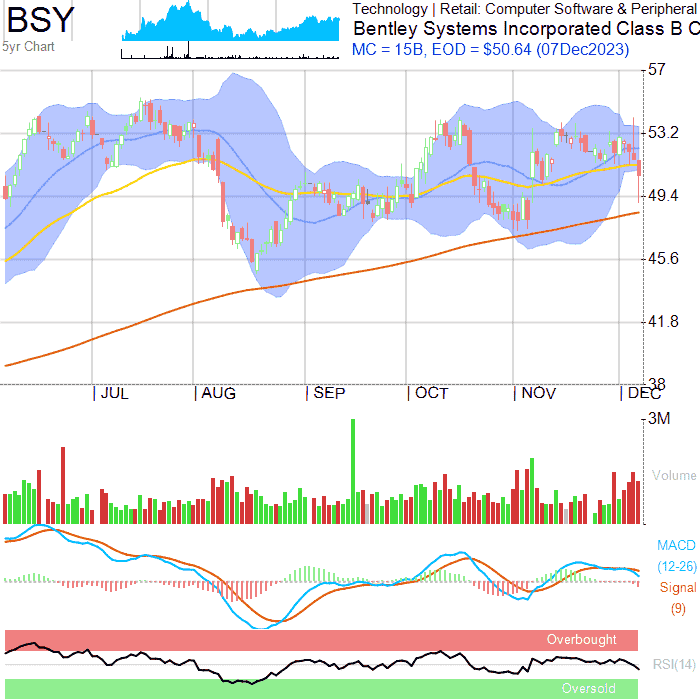 BSY
5yr Chart
Technology | Retail: Computer Software & Peripheral
Bentley Systems Incorporated Class B C
MC = 15B, EOD = $50.64 (07Dec2023)
57
53.2
49.4
45.6
41.8
38
JUL AUG SEP OCT NOV DEC
3M
Volume
MACD
(12-26)
Signal
(9)
Overbought
RSI(14)
Oversold